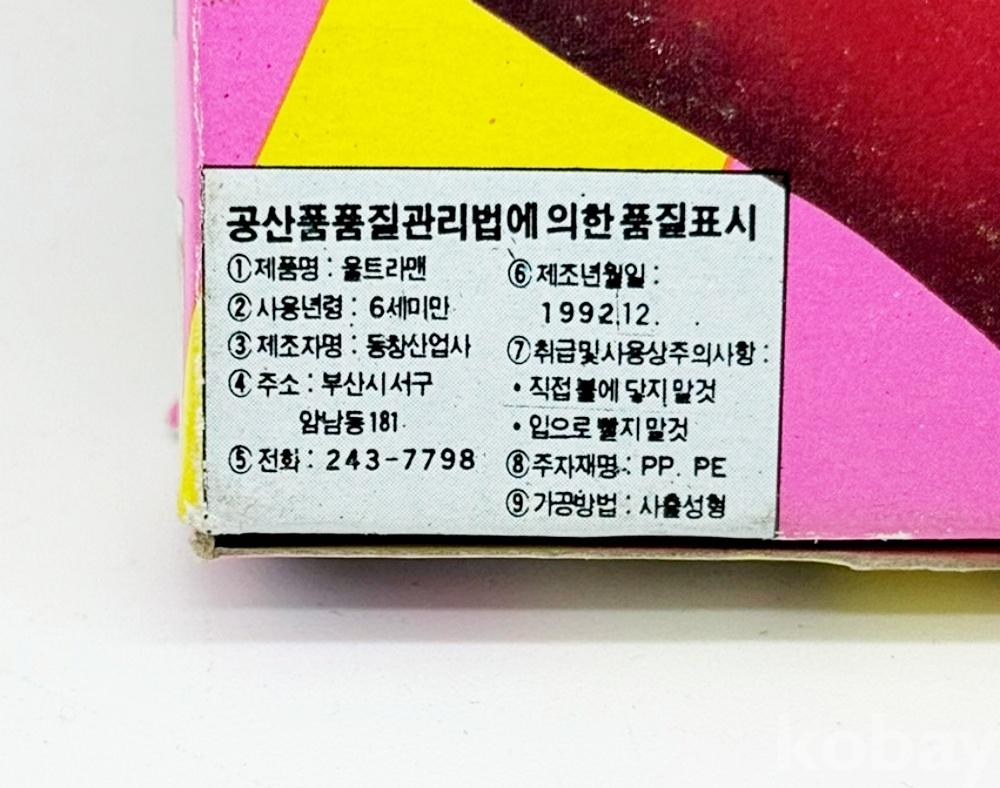 공산품품질관리법에 의한 품질표시
①제품명 : 울트라맨
②사용년령 : 6세미만
③제조자명 : 동창산업사
④주소 : 부산시서구
암남동181
⑤전화 : 243-7798
⑥제조년월일 :
1992.12.
⑦취급및사용상주의사항 :
• 직접 불에 닿지 말것
• 입으로 빨지 말것
⑧주자재명 : PP. PE
⑨가공방법 : 사출성형
kobay